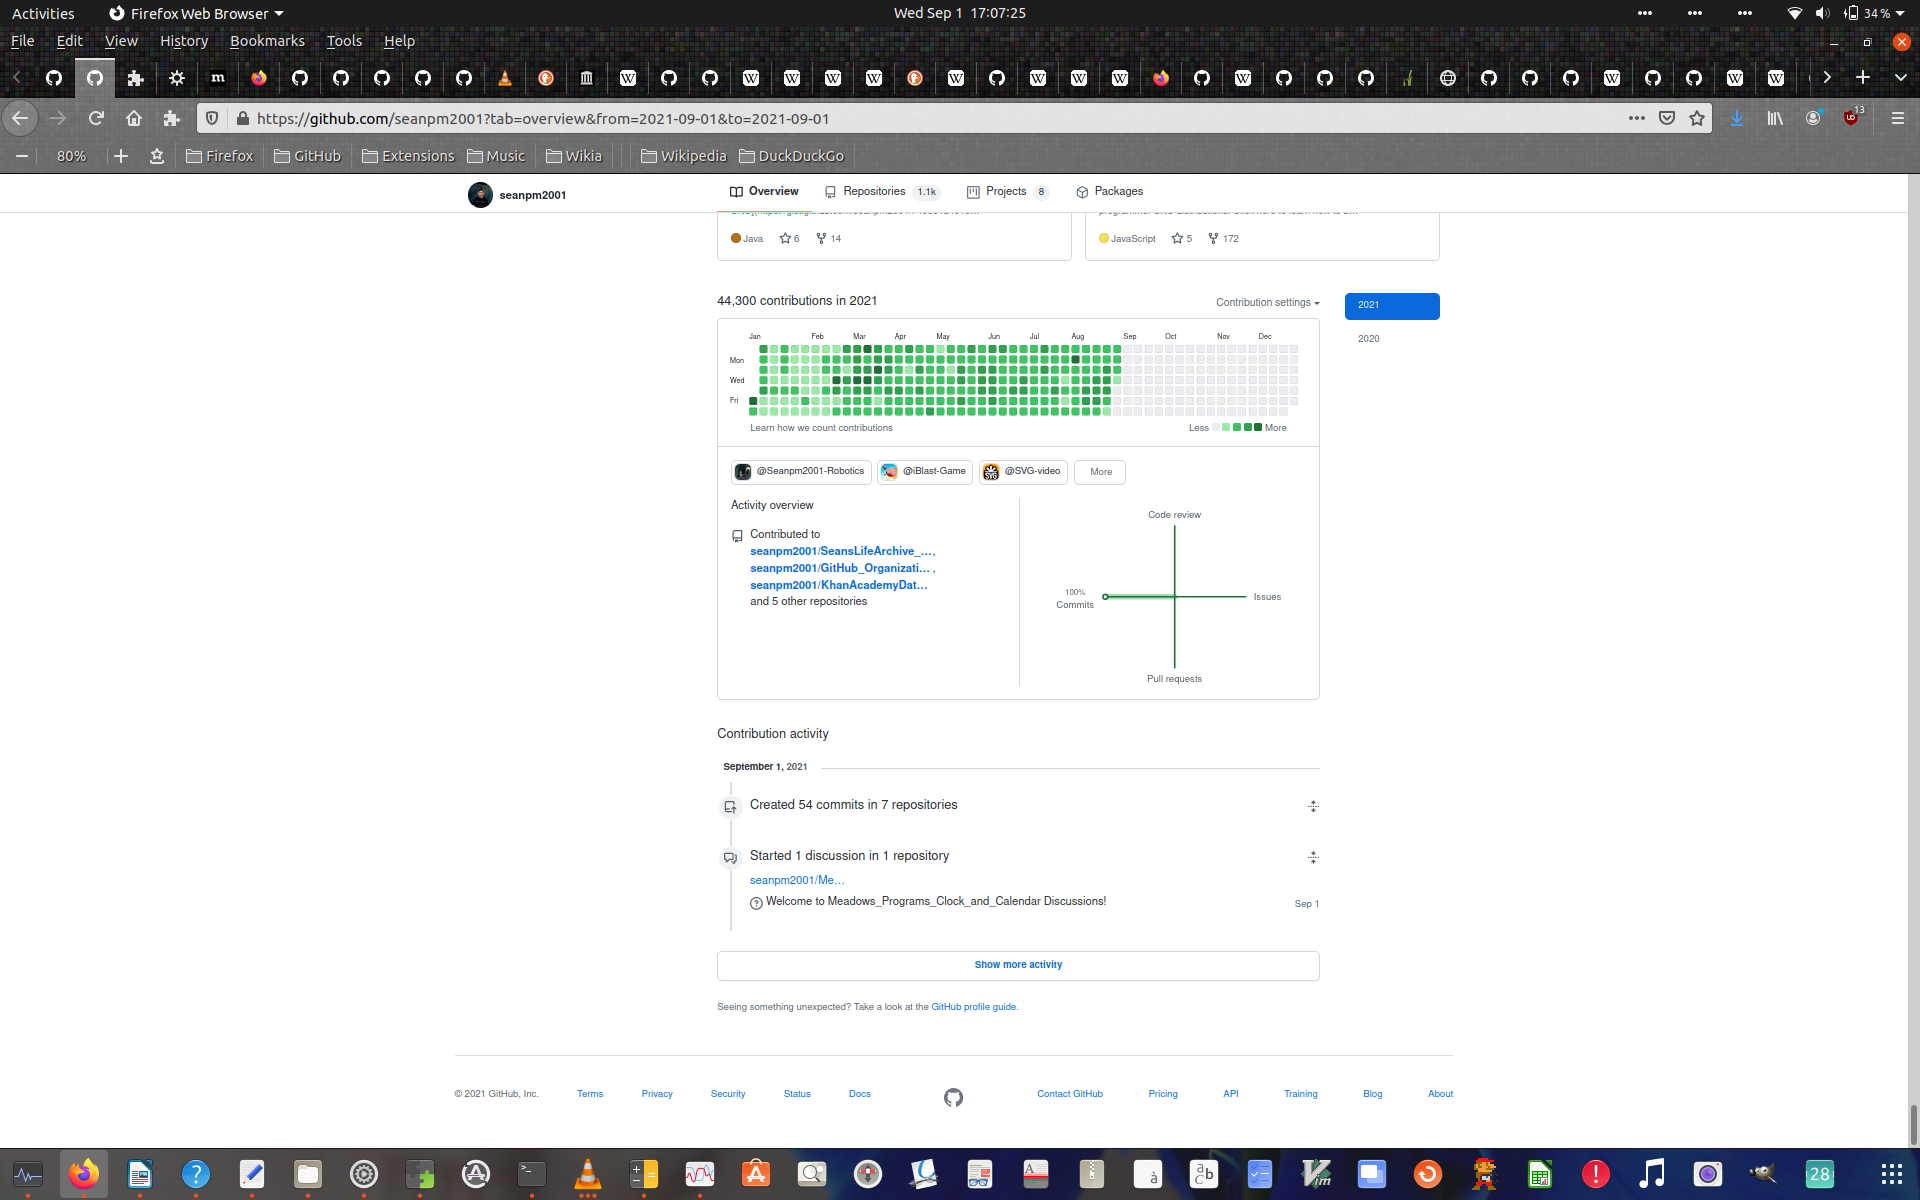 Activities Firefox Web Browser Wed Sep 1 17:07:25 34 %
File Edit View History Bookmarks Tools Help
https://github.com/seanpm2001?tab=overview&from=2021-09-01&to=2021-09-01 13
80% Firefox GitHub Extensions Music Wikia Wikipedia DuckDuckGo
seanpm2001 Overview Repositories 1.1k Projects 8 Packages
Java 6 14 JavaScript 5 172
44,300 contributions in 2021 Contribution settings 2021
2020
Jan Feb Mar Apr May Jun Jul Aug Sep Oct Nov Dec
Mon
Wed
Fri
Learn how we count contributions Less More
@Seanpm2001-Robotics @iBlast-Game @SVG-video More
Activity overview
Contributed to
seanpm2001/SeansLifeArchive_…,
seanpm2001/GitHub_Organizati… ,
seanpm2001/KhanAcademyDat…
and 5 other repositories
Code review
100%
Commits
Issues
Pull requests
Contribution activity
September 1, 2021
Created 54 commits in 7 repositories
Started 1 discussion in 1 repository
seanpm2001/Me…
Welcome to Meadows_Programs_Clock_and_Calendar Discussions! Sep 1
Show more activity
Seeing something unexpected? Take a look at the GitHub profile guide.
© 2021 GitHub, Inc. Terms Privacy Security Status Docs Contact GitHub Pricing API Training Blog About
28